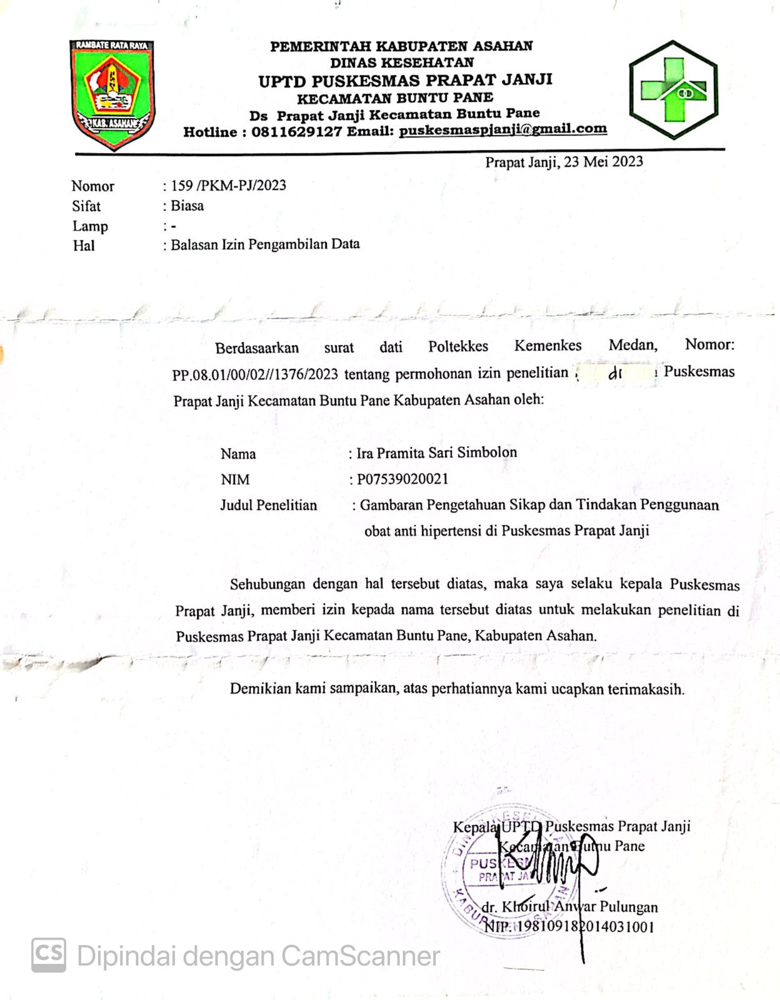 RAMBATE RATA RAYA
KAB. ASAHAN
PEMERINTAH KABUPATEN ASAHAN
DINAS KESEHATAN
UPTD PUSKESMAS PRAPAT JANJI
KECAMATAN BUNTU PANE
Ds Prapat Janji Kecamatan Buntu Pane
Hotline : 0811629127 Email: puskesmaspjanji@gmail.com
Prapat Janji, 23 Mei 2023
Nomor : 159 /PKM-PJ/2023
Sifat : Biasa
Lamp : -
Hal : Balasan Izin Pengambilan Data
Berdasaarkan surat dati Poltekkes Kemenkes Medan, Nomor:
PP.08.01/00/02//1376/2023 tentang permohonan izin penelitian di Puskesmas
Prapat Janji Kecamatan Buntu Pane Kabupaten Asahan oleh:
Nama : Ira Pramita Sari Simbolon
NIM : P07539020021
Judul Penelitian : Gambaran Pengetahuan Sikap dan Tindakan Penggunaan
obat anti hipertensi di Puskesmas Prapat Janji
Sehubungan dengan hal tersebut diatas, maka saya selaku kepala Puskesmas
Prapat Janji, memberi izin kepada nama tersebut diatas untuk melakukan penelitian di
Puskesmas Prapat Janji Kecamatan Buntu Pane, Kabupaten Asahan.
Demikian kami sampaikan, atas perhatiannya kami ucapkan terimakasih.
Kepala UPTD Puskesmas Prapat Janji
Kecamatan Buntu Pane
dr. Khoirul Anwar Pulungan
NIP. 198109182014031001
CS Dipindai dengan CamScanner